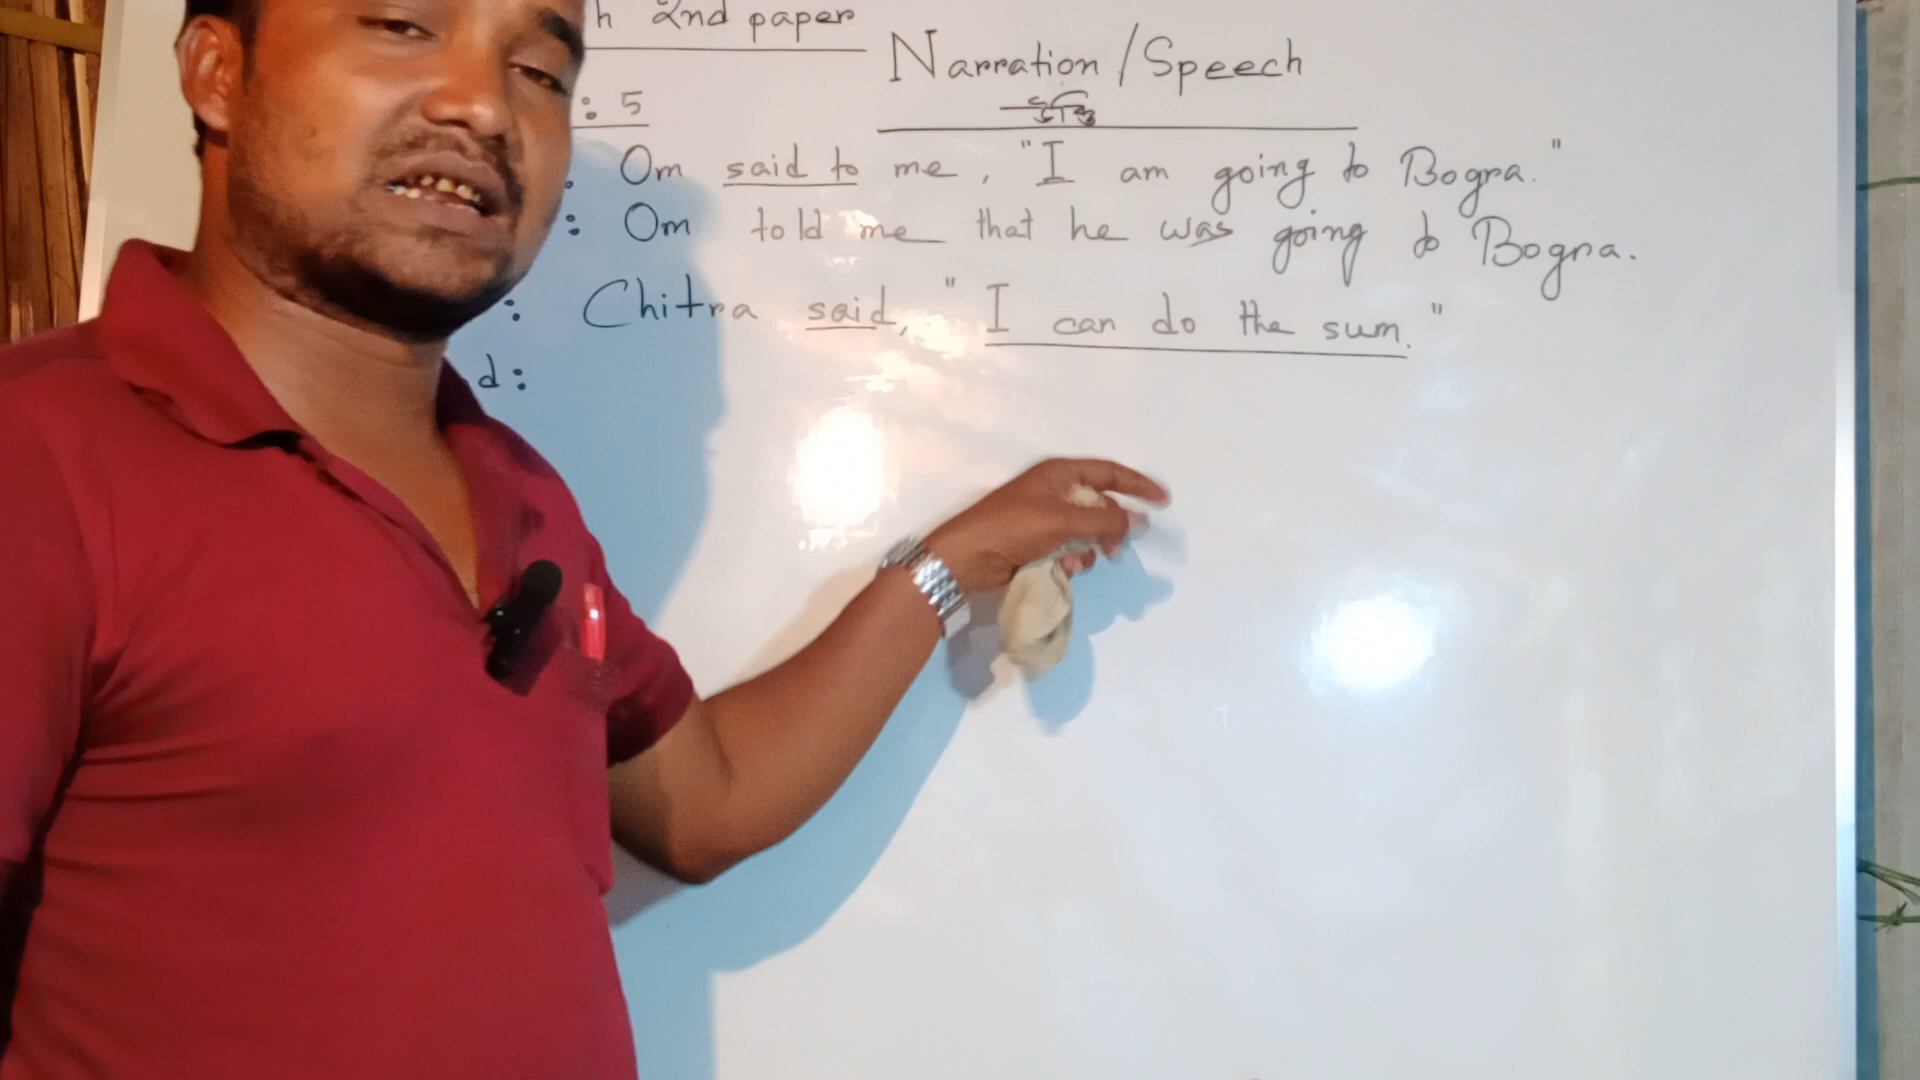 h 2nd paper
Narration / Speech
: 5
: Om said to me, "I am going to Bogra."
: Om told me that he was going to Bogra.
: Chitra said, "I can do the sum."
d: